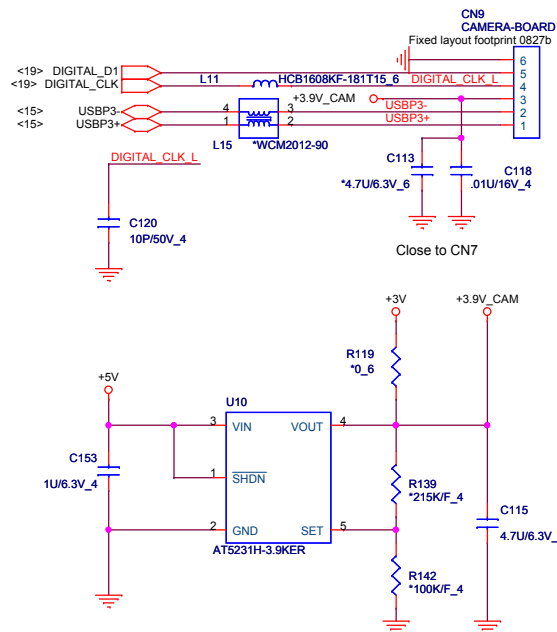 CN9
CAMERA-BOARD
Fixed layout footprint 0827b
<19> DIGITAL_D1
<19> DIGITAL_CLK
L11 HCB1608KF-181T15_6 DIGITAL_CLK_L
6
5
4
3
2
1
+3.9V_CAM
<15> USBP3- 4 3 USBP3-
<15> USBP3+ 1 2 USBP3+
L15 *WCM2012-90
DIGITAL_CLK_L
C113
*4.7U/6.3V_6
C118
.01U/16V_4
C120
10P/50V_4
Close to CN7
+3V
+3.9V_CAM
R119
*0_6
+5V
U10
3 VIN VOUT 4
C153
1U/6.3V_4
1 SHDN
R139
*215K/F_4
2 GND SET 5
C115
4.7U/6.3V_
AT5231H-3.9KER
R142
*100K/F_4